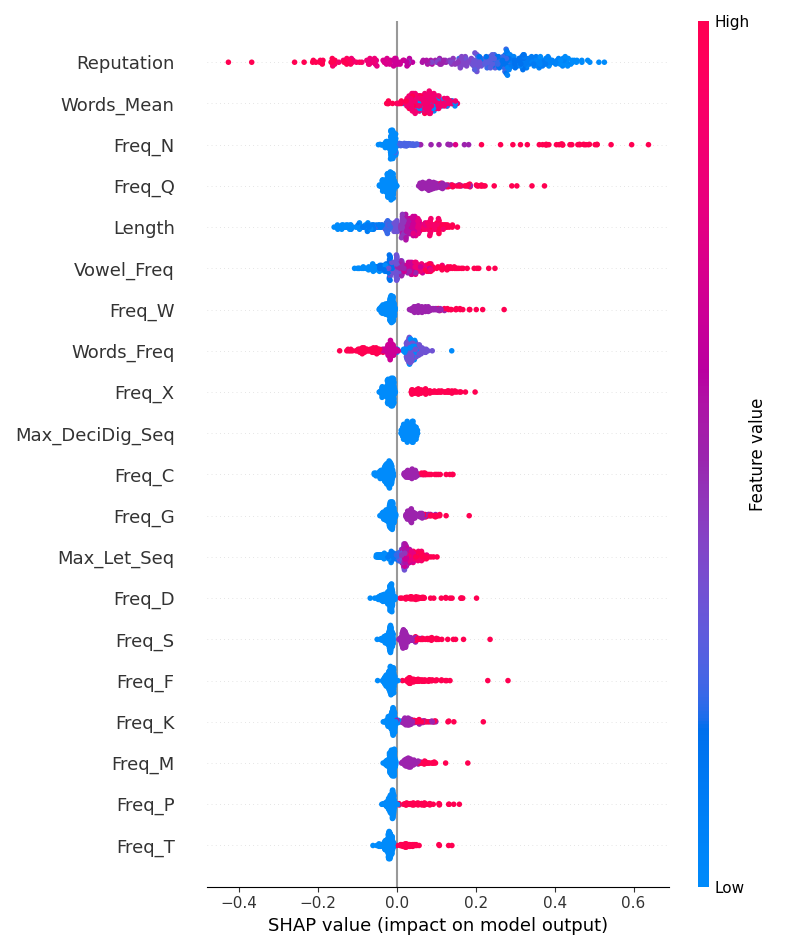 High
Reputation
Words_Mean
Freq_N
Freq_Q
Length
Vowel_Freq
Freq_W
Words_Freq
Freq_X
Max_DeciDig_Seq
Freq_C
Freq_G
Max_Let_Seq
Freq_D
Freq_S
Freq_F
Freq_K
Freq_M
Freq_P
Freq_T
Feature value
Low
−0.4 −0.2 0.0 0.2 0.4 0.6
SHAP value (impact on model output)